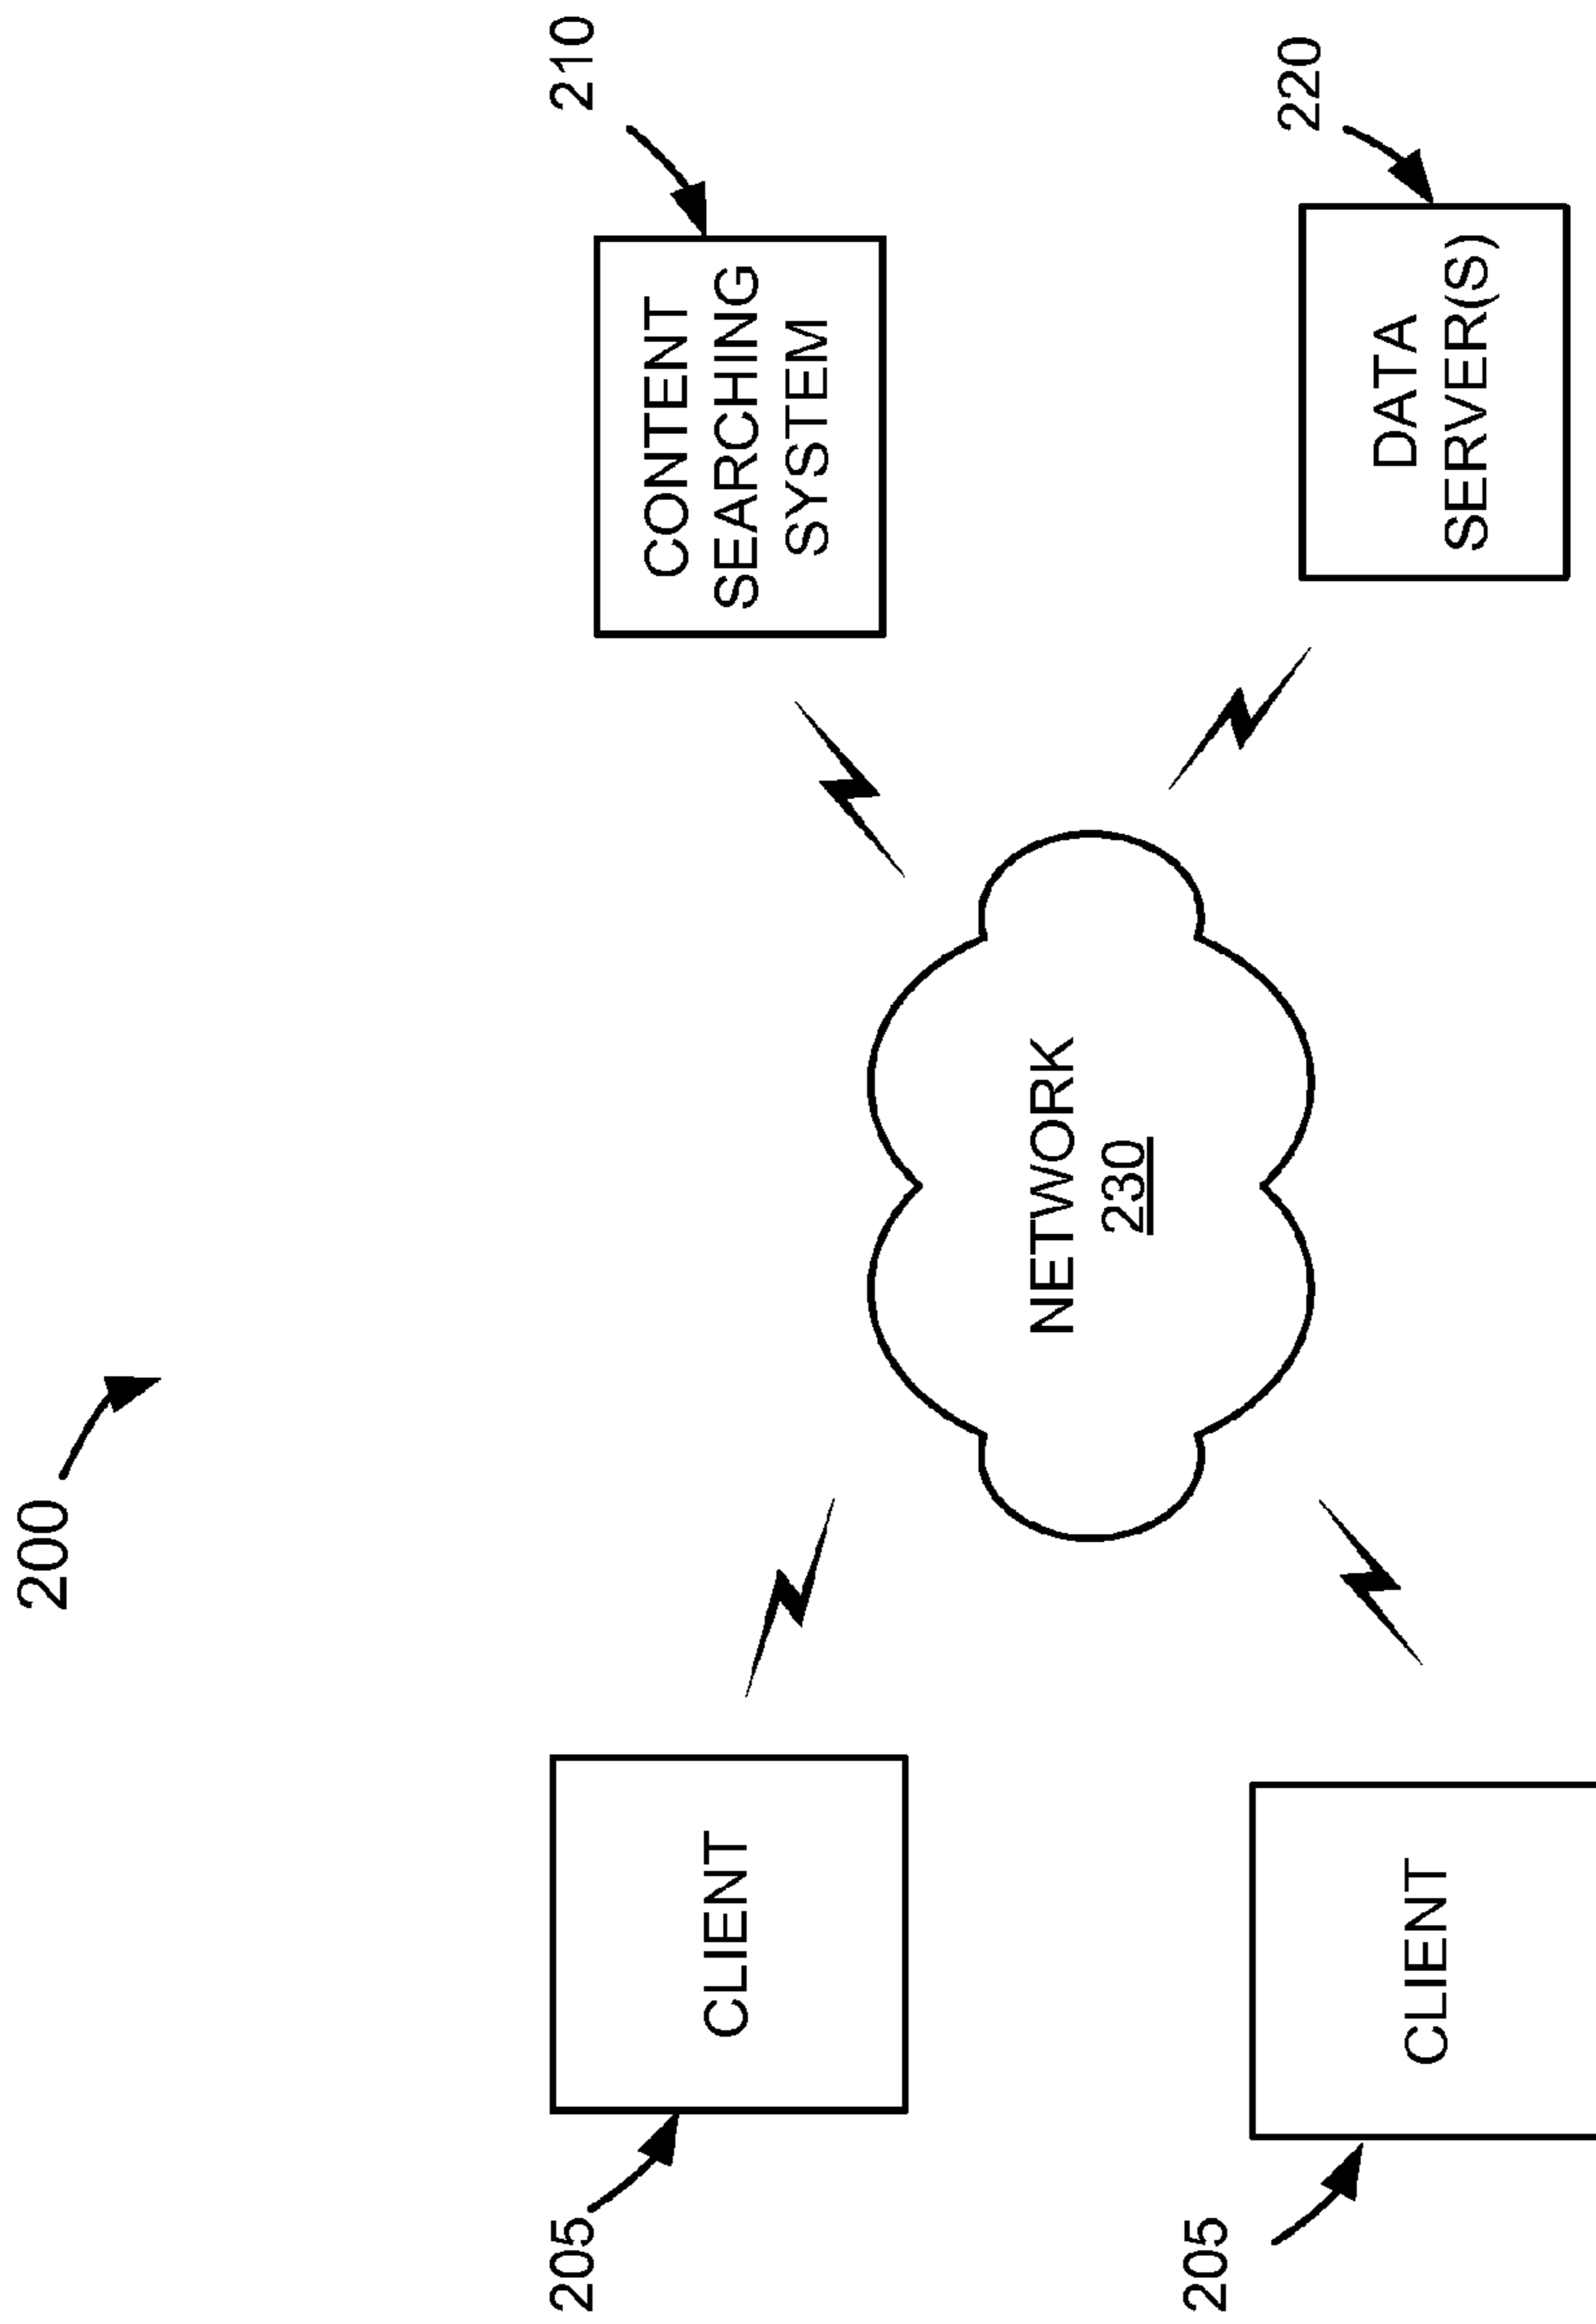 200
205
CLIENT
205
CLIENT
NETWORK
230
210
CONTENT
SEARCHING
SYSTEM
220
DATA
SERVER(S)